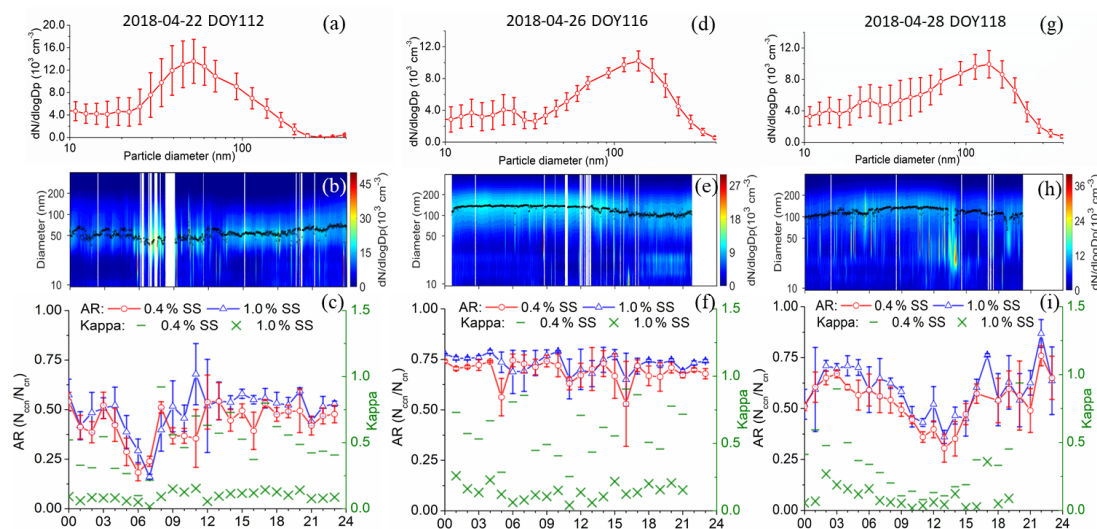 2018-04-22 DOY112
(a)
20.0
16.0
12.0
8.0
4.0
0.0
dN/dlogDp (10³ cm⁻³)
10
100
Particle diameter (nm)
2018-04-26 DOY116
(d)
12.0
8.0
4.0
0.0
dN/dlogDp (10³ cm⁻³)
10
100
Particle diameter (nm)
2018-04-28 DOY118
(g)
12.0
8.0
4.0
0.0
dN/dlogDp (10³ cm⁻³)
10
100
Particle diameter (nm)
(b)
200
100
50
10
Diameter (nm)
45
30
15
0
dN/dlogDp (10³ cm⁻³)
(e)
200
100
50
10
Diameter (nm)
27
18
9
0
dN/dlogDp (10³ cm⁻³)
(h)
200
100
50
10
Diameter (nm)
36
24
12
0
dN/dlogDp (10³ cm⁻³)
AR: 0.4 % SS 1.0 % SS
Kappa: 0.4 % SS 1.0 % SS
(c)
1.00
0.75
0.50
0.25
0.00
AR (Nccn/Ncn)
1.5
1.0
0.5
0.0
Kappa
00 03 06 09 12 15 18 21 24
AR: 0.4 % SS 1.0 % SS
Kappa: 0.4 % SS 1.0 % SS
(f)
1.00
0.75
0.50
0.25
0.00
AR (Nccn/Ncn)
1.5
1.0
0.5
0.0
Kappa
00 03 06 09 12 15 18 21 24
AR: 0.4 % SS 1.0 % SS
Kappa: 0.4 % SS 1.0 % SS
(i)
1.00
0.75
0.50
0.25
0.00
AR (Nccn/Ncn)
1.5
1.0
0.5
0.0
Kappa
00 03 06 09 12 15 18 21 24